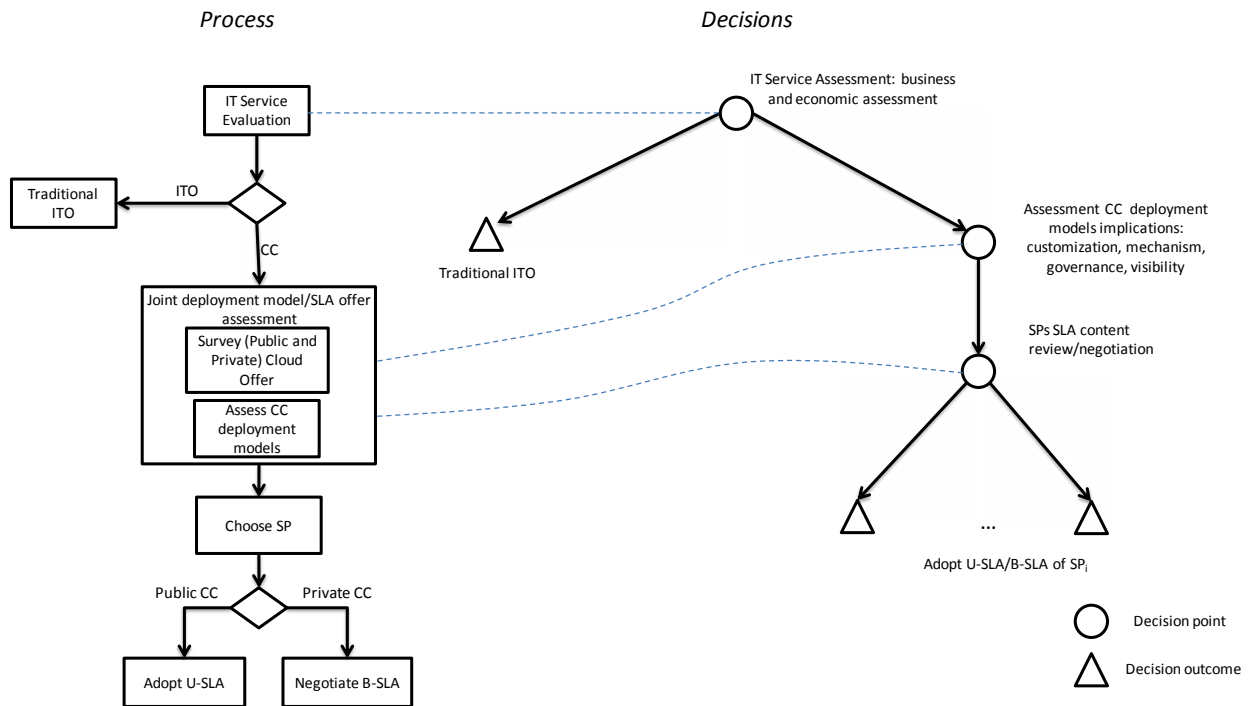 Process
Decisions
IT Service
Evaluation
IT Service Assessment:  business
and economic assessment
Traditional
ITO
ITO
CC
Traditional ITO
Assessment CC  deployment
models implications:
customization, mechanism,
governance, visibility
Joint deployment model/SLA offer
assessment
Survey (Public and
Private) Cloud
Offer
Assess CC
deployment
models
SPs SLA content
review/negotiation
Choose SP
...
Adopt U-SLA/B-SLA of SPi
Public CC
Private CC
Adopt U-SLA
Negotiate B-SLA
Decision point
Decision outcome